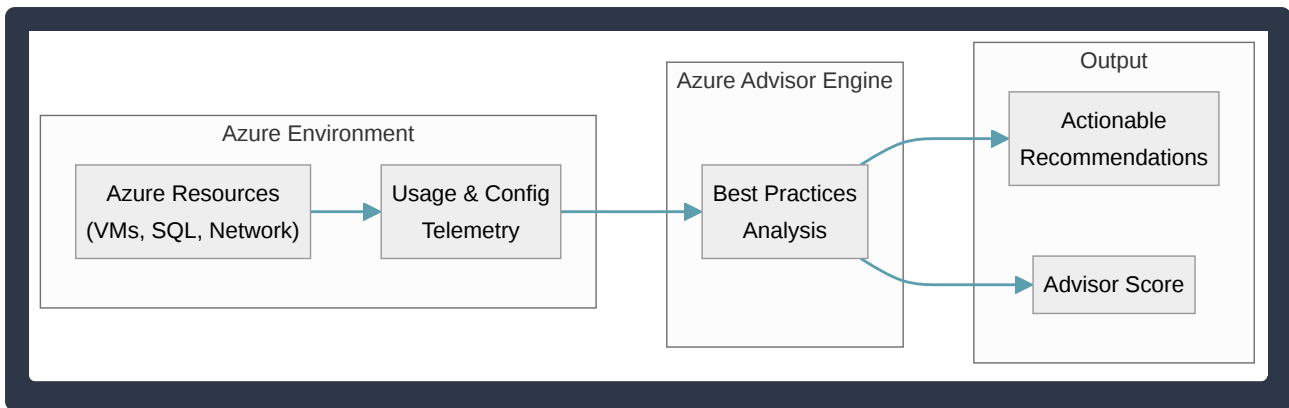 Azure Environment
Azure Resources
(VMs, SQL, Network)
Usage & Config
Telemetry
Azure Advisor Engine
Best Practices
Analysis
Output
Actionable
Recommendations
Advisor Score